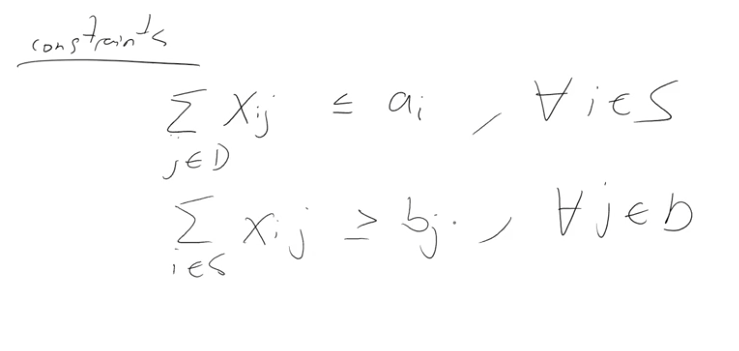 constraints
∑ Xij ≤ ai , ∀ i ∈ S
j ∈ D
∑ xij ≥ bj . , ∀ j ∈ D
i ∈ S